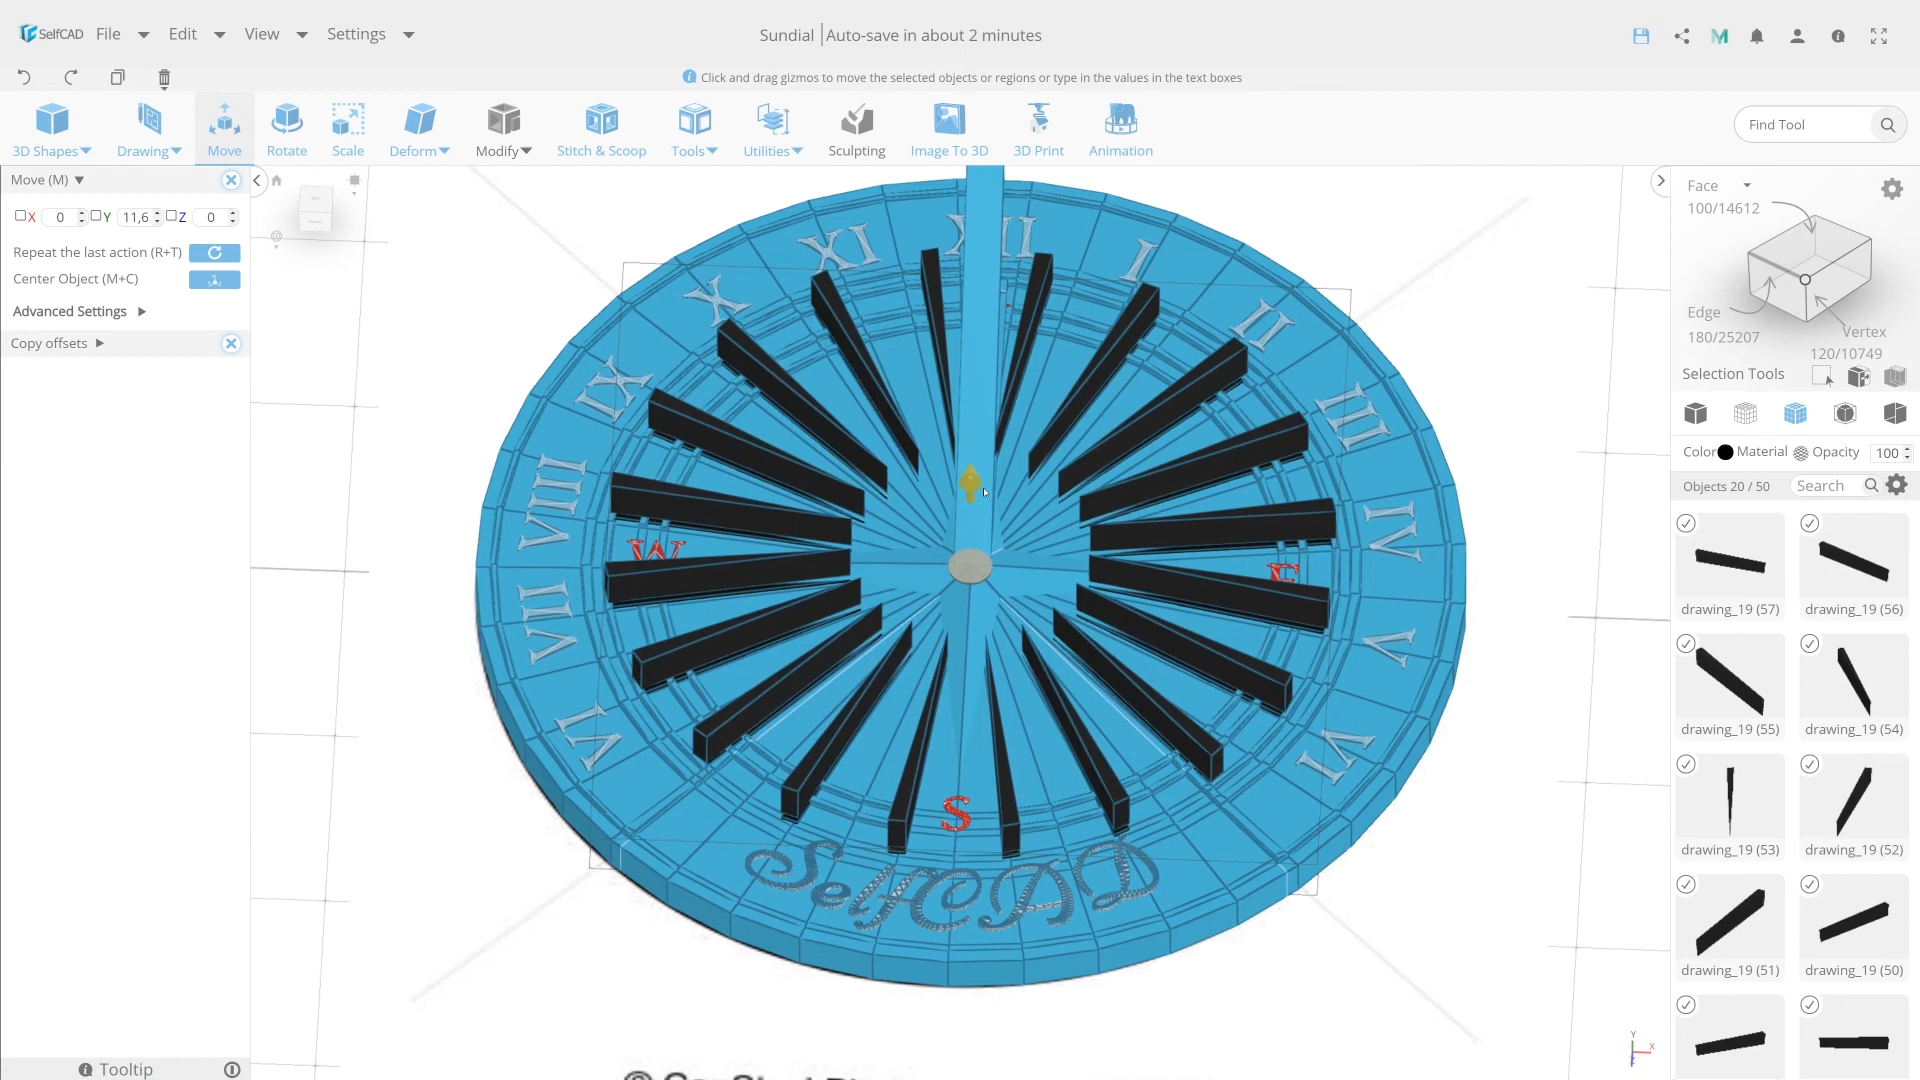 SelfCAD File Edit View Settings
Sundial Auto-save in about 2 minutes
Click and drag gizmos to move the selected objects or regions or type in the values in the text boxes
3D Shapes Drawing Move Rotate Scale Deform Modify Stitch & Scoop Tools Utilities Sculpting Image To 3D 3D Print Animation
Find Tool
Move (M)
X 0 Y 11,6 Z 0
Repeat the last action (R+T)
Center Object (M+C)
Advanced Settings
Copy offsets
XII
XI I
X II
IX III
VIIII IV
W E
VIII V
VI VI
S
SelfCAD
Face
100/14612
Edge
180/25207
Vertex
120/10749
Selection Tools
Color Material Opacity 100
Objects 20 / 50 Search
drawing_19 (57) drawing_19 (56)
drawing_19 (55) drawing_19 (54)
drawing_19 (53) drawing_19 (52)
drawing_19 (51) drawing_19 (50)
Y
X
Z
Tooltip